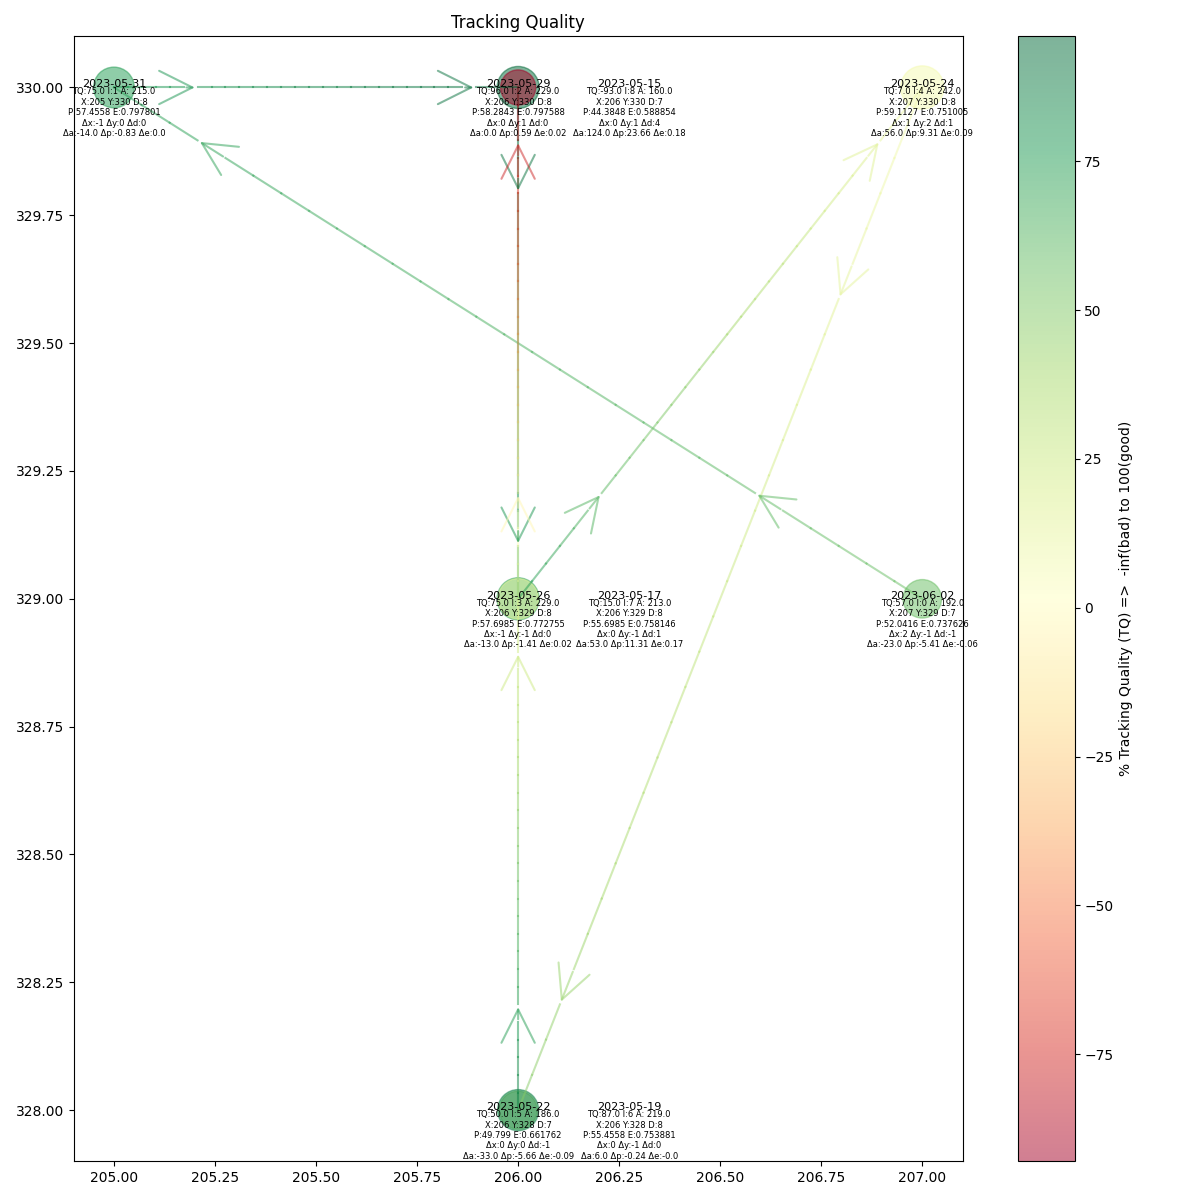 Tracking Quality
2023-05-31
TQ:75.0 I:1 A: 215.0
X:205 Y:330 D:8
P:57.4558 E:0.797801
Δx:-1 Δy:0 Δd:0
Δa:-14.0 Δp:-0.83 Δe:0.0
2023-05-29
TQ:96.0 I:2 A: 229.0
X:206 Y:330 D:8
P:58.2843 E:0.797588
Δx:0 Δy:1 Δd:0
Δa:0.0 Δp:0.59 Δe:0.02
2023-05-15
TQ:-93.0 I:8 A: 160.0
X:206 Y:330 D:7
P:44.3848 E:0.588854
Δx:0 Δy:1 Δd:4
Δa:124.0 Δp:23.66 Δe:0.18
2023-05-24
TQ:7.0 I:4 A: 242.0
X:207 Y:330 D:8
P:59.1127 E:0.751005
Δx:1 Δy:2 Δd:1
Δa:56.0 Δp:9.31 Δe:0.09
2023-05-26
TQ:75.0 I:3 A: 229.0
X:206 Y:329 D:8
P:57.6985 E:0.772755
Δx:-1 Δy:-1 Δd:0
Δa:-13.0 Δp:-1.41 Δe:0.02
2023-05-17
TQ:15.0 I:7 A: 213.0
X:206 Y:329 D:8
P:55.6985 E:0.758146
Δx:0 Δy:-1 Δd:1
Δa:53.0 Δp:11.31 Δe:0.17
2023-06-02
TQ:57.0 I:0 A: 192.0
X:207 Y:329 D:7
P:52.0416 E:0.737626
Δx:2 Δy:-1 Δd:-1
Δa:-23.0 Δp:-5.41 Δe:-0.06
2023-05-22
TQ:50.0 I:5 A: 186.0
X:206 Y:328 D:7
P:49.799 E:0.661762
Δx:0 Δy:0 Δd:-1
Δa:-33.0 Δp:-5.66 Δe:-0.09
2023-05-19
TQ:87.0 I:6 A: 219.0
X:206 Y:328 D:8
P:55.4558 E:0.753881
Δx:0 Δy:-1 Δd:0
Δa:6.0 Δp:-0.24 Δe:-0.0
330.00
329.75
329.50
329.25
329.00
328.75
328.50
328.25
328.00
205.00
205.25
205.50
205.75
206.00
206.25
206.50
206.75
207.00
75
50
25
0
−25
−50
−75
% Tracking Quality (TQ) => -inf(bad) to 100(good)